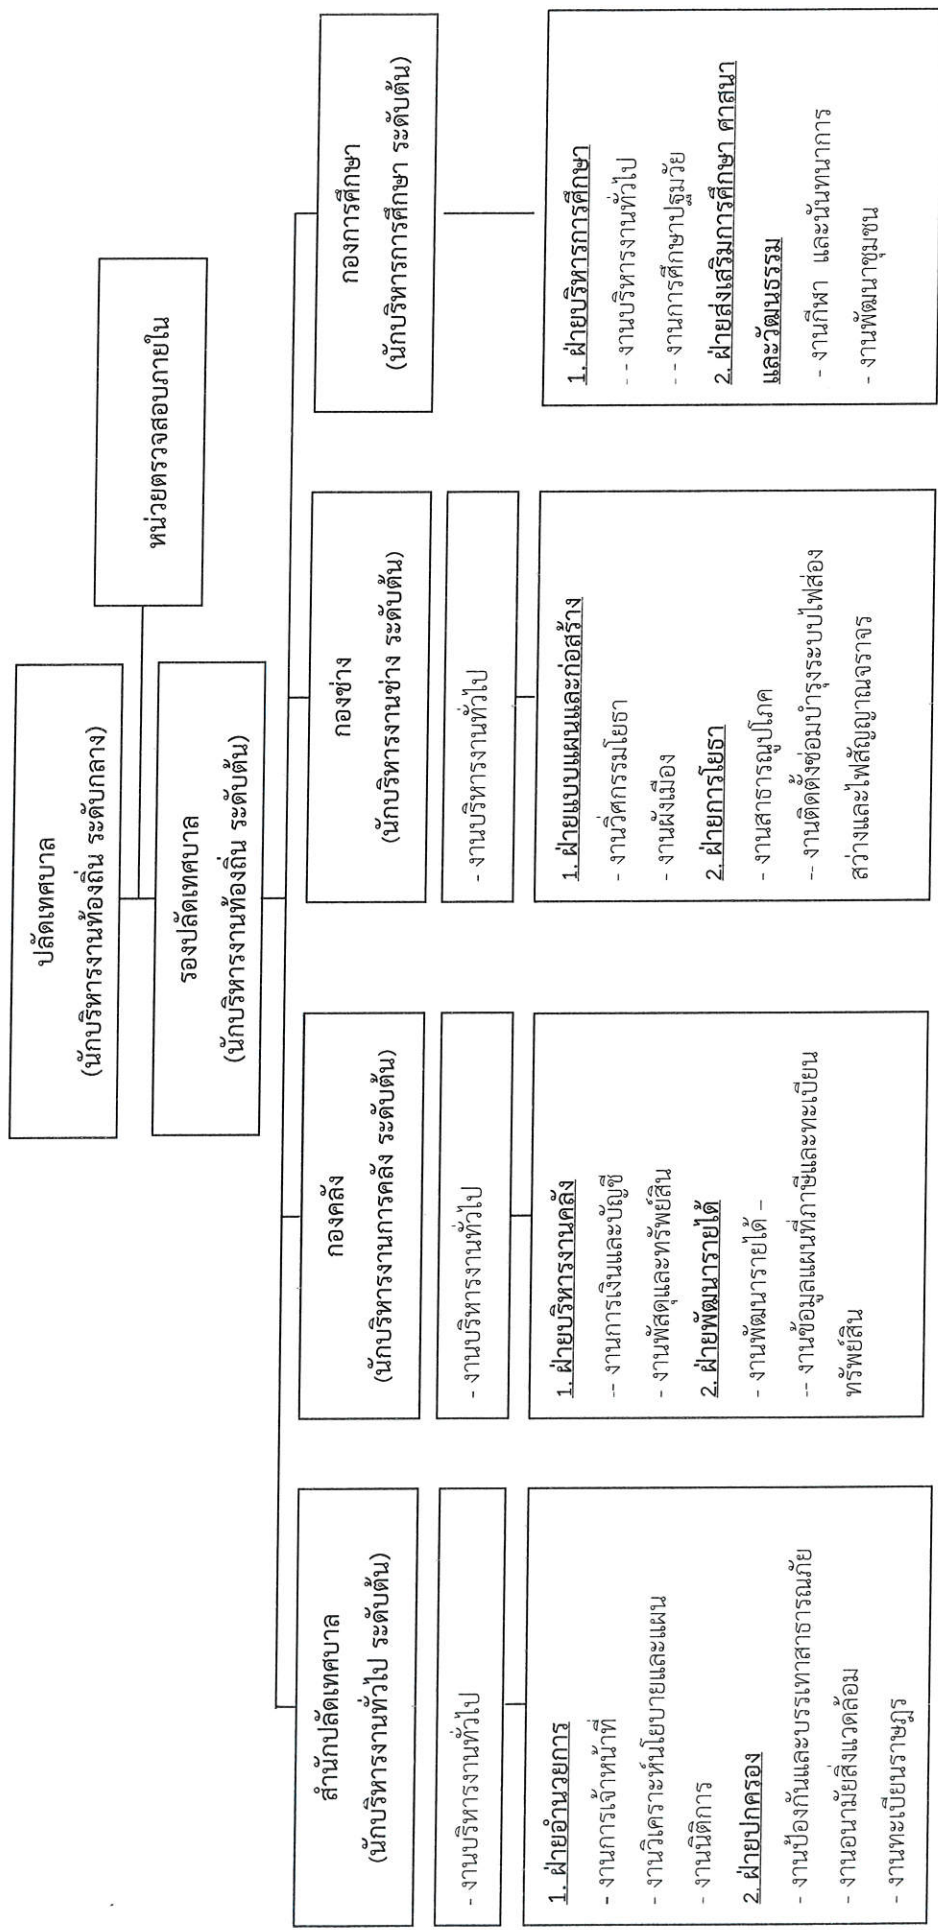 ปลัดเทศบาล
(นักบริหารงานท้องถิ่น ระดับกลาง)
หน่วยตรวจสอบภายใน
รองปลัดเทศบาล
(นักบริหารงานท้องถิ่น ระดับต้น)
สำนักปลัดเทศบาล
(นักบริหารงานทั่วไป ระดับต้น)
- งานบริหารงานทั่วไป
1. ฝ่ายอำนวยการ
- งานการเจ้าหน้าที่
- งานวิเคราะห์นโยบายและแผน
- งานนิติการ
2. ฝ่ายปกครอง
- งานป้องกันและบรรเทาสาธารณภัย
- งานอนามัยสิ่งแวดล้อม
- งานทะเบียนราษฎร
กองคลัง
(นักบริหารงานการคลัง ระดับต้น)
- งานบริหารงานทั่วไป
1. ฝ่ายบริหารงานคลัง
-- งานการเงินและบัญชี
- งานพัสดุและทรัพย์สิน
2. ฝ่ายพัฒนารายได้
- งานพัฒนารายได้ –
-- งานข้อมูลแผนที่ภาษีและทะเบียน
ทรัพย์สิน
กองช่าง
(นักบริหารงานช่าง ระดับต้น)
- งานบริหารงานทั่วไป
1. ฝ่ายแบบแผนและก่อสร้าง
- งานวิศกรรมโยธา
- งานผังเมือง
2. ฝ่ายการโยธา
- งานสาธารณูปโภค
-- งานติดตั้งซ่อมบำรุงระบบไฟส่อง
สว่างและไฟสัญญาณจราจร
กองการศึกษา
(นักบริหารการศึกษา ระดับต้น)
1. ฝ่ายบริหารการศึกษา
- - งานบริหารงานทั่วไป
- - งานการศึกษาปฐมวัย
2. ฝ่ายส่งเสริมการศึกษา ศาสนา
และวัฒนธรรม
- งานกีฬา และนันทนาการ
- งานพัฒนาชุมชน